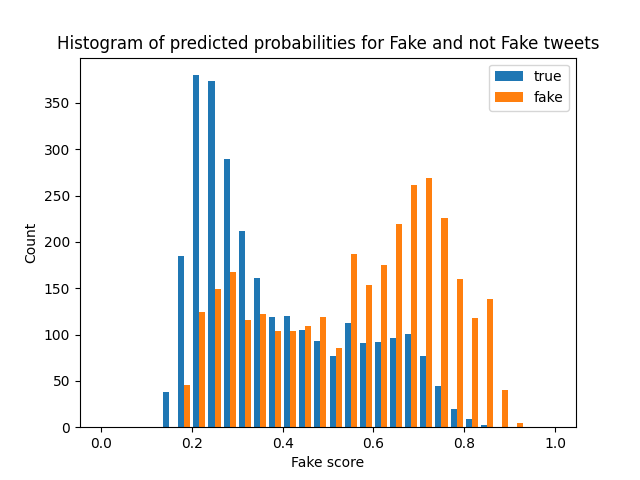 Histogram of predicted probabilities for Fake and not Fake tweets
true
fake
350
300
250
200
150
100
50
0
Count
0.0 0.2 0.4 0.6 0.8 1.0
Fake score